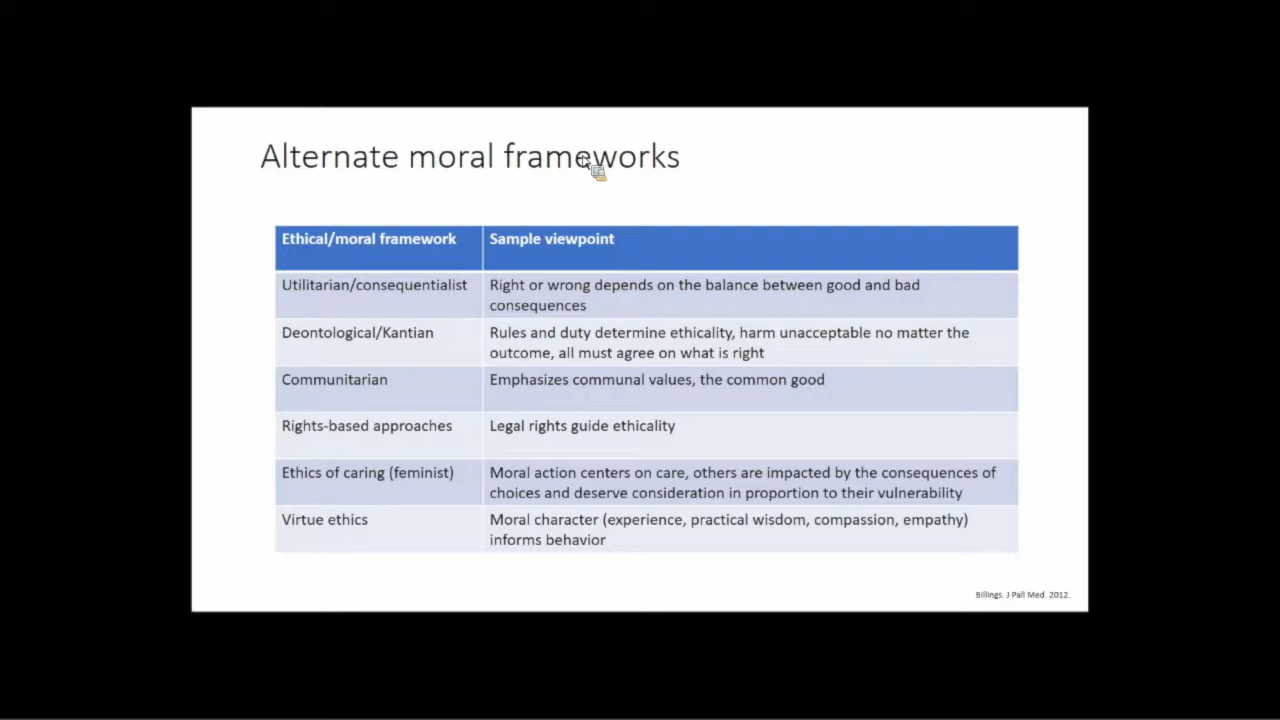 Alternate moral frameworks
Ethical/moral framework
Sample viewpoint
Utilitarian/consequentialist
Right or wrong depends on the balance between good and bad
consequences
Deontological/Kantian
Rules and duty determine ethicality, harm unacceptable no matter the
outcome, all must agree on what is right
Communitarian
Emphasizes communal values, the common good
Rights-based approaches
Legal rights guide ethicality
Ethics of caring (feminist)
Moral action centers on care, others are impacted by the consequences of
choices and deserve consideration in proportion to their vulnerability
Virtue ethics
Moral character (experience, practical wisdom, compassion, empathy)
informs behavior
Billings. J Pall Med. 2012.